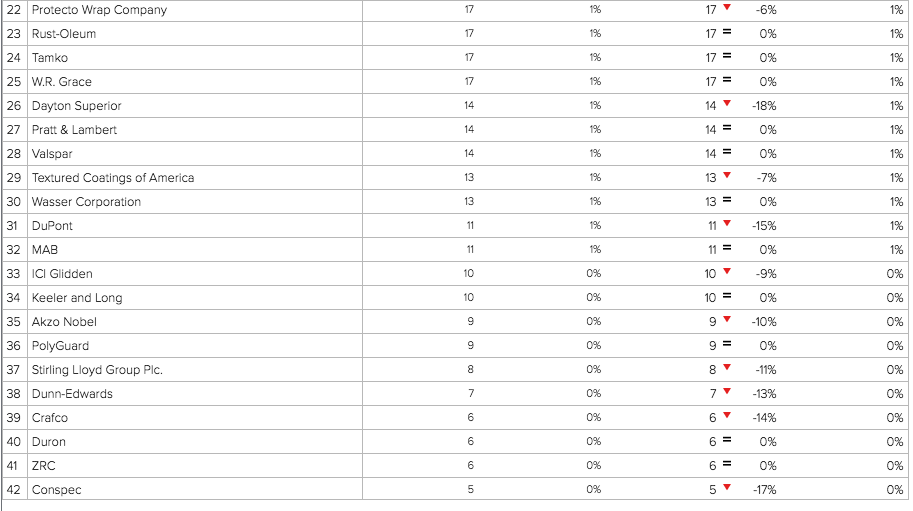 22 Protecto Wrap Company 17 1% 17 ▼ -6% 1%
23 Rust-Oleum 17 1% 17 = 0% 1%
24 Tamko 17 1% 17 = 0% 1%
25 W.R. Grace 17 1% 17 = 0% 1%
26 Dayton Superior 14 1% 14 ▼ -18% 1%
27 Pratt & Lambert 14 1% 14 = 0% 1%
28 Valspar 14 1% 14 = 0% 1%
29 Textured Coatings of America 13 1% 13 ▼ -7% 1%
30 Wasser Corporation 13 1% 13 = 0% 1%
31 DuPont 11 1% 11 ▼ -15% 1%
32 MAB 11 1% 11 = 0% 1%
33 ICI Glidden 10 0% 10 ▼ -9% 0%
34 Keeler and Long 10 0% 10 = 0% 0%
35 Akzo Nobel 9 0% 9 ▼ -10% 0%
36 PolyGuard 9 0% 9 = 0% 0%
37 Stirling Lloyd Group Plc. 8 0% 8 ▼ -11% 0%
38 Dunn-Edwards 7 0% 7 ▼ -13% 0%
39 Crafco 6 0% 6 ▼ -14% 0%
40 Duron 6 0% 6 = 0% 0%
41 ZRC 6 0% 6 = 0% 0%
42 Conspec 5 0% 5 ▼ -17% 0%